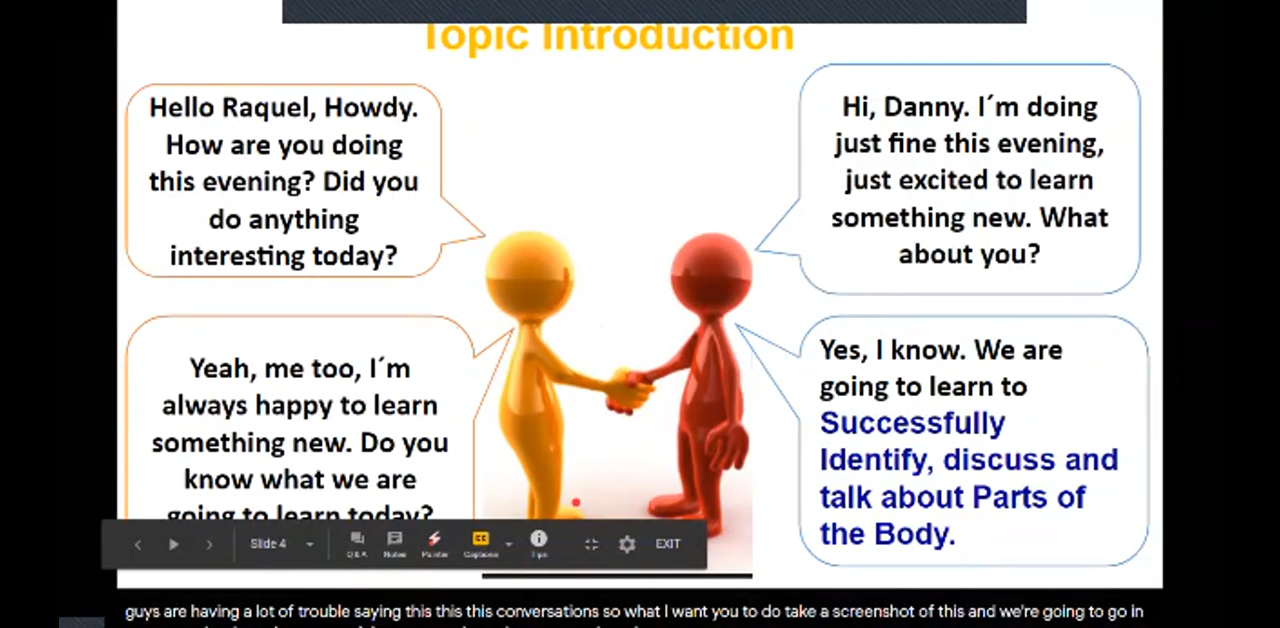 Topic Introduction
Hello Raquel, Howdy.
How are you doing
this evening? Did you
do anything
interesting today?
Hi, Danny. I´m doing
just fine this evening,
just excited to learn
something new. What
about you?
Yeah, me too, I´m
always happy to learn
something new. Do you
know what we are
going to learn today?
Yes, I know. We are
going to learn to
Successfully
Identify, discuss and
talk about Parts of
the Body.
Slide 4
Q&A
Notes
Pointer
Captions
Tips
EXIT
guys are having a lot of trouble saying this this this conversations so what I want you to do take a screenshot of this and we're going to go in